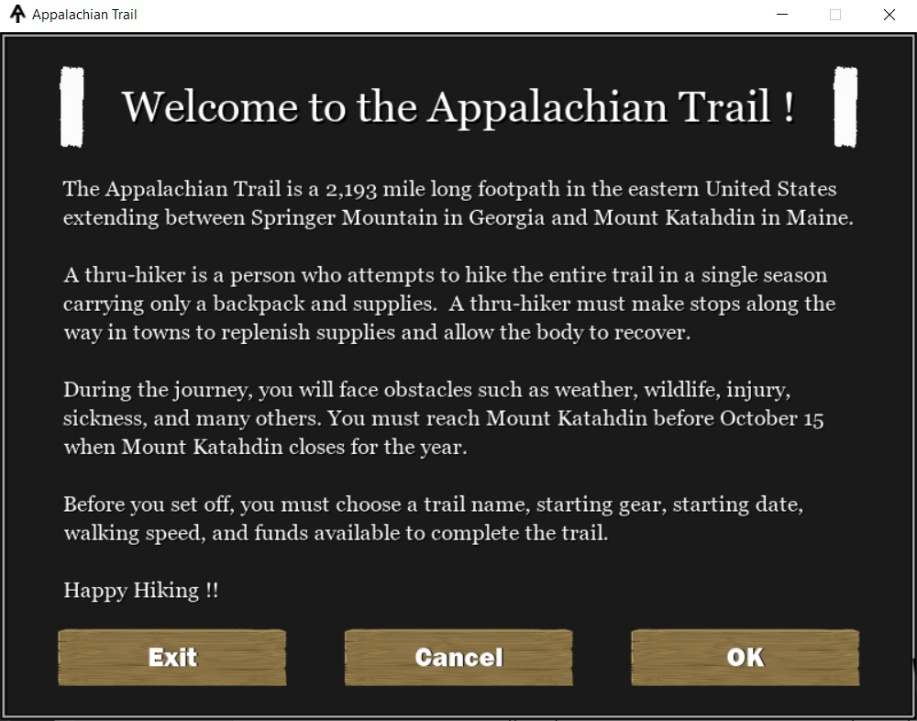 Appalachian Trail
Welcome to the Appalachian Trail !
The Appalachian Trail is a 2,193 mile long footpath in the eastern United States
extending between Springer Mountain in Georgia and Mount Katahdin in Maine.
A thru-hiker is a person who attempts to hike the entire trail in a single season
carrying only a backpack and supplies.  A thru-hiker must make stops along the
way in towns to replenish supplies and allow the body to recover.
During the journey, you will face obstacles such as weather, wildlife, injury,
sickness, and many others. You must reach Mount Katahdin before October 15
when Mount Katahdin closes for the year.
Before you set off, you must choose a trail name, starting gear, starting date,
walking speed, and funds available to complete the trail.
Happy Hiking !!
Exit
Cancel
OK